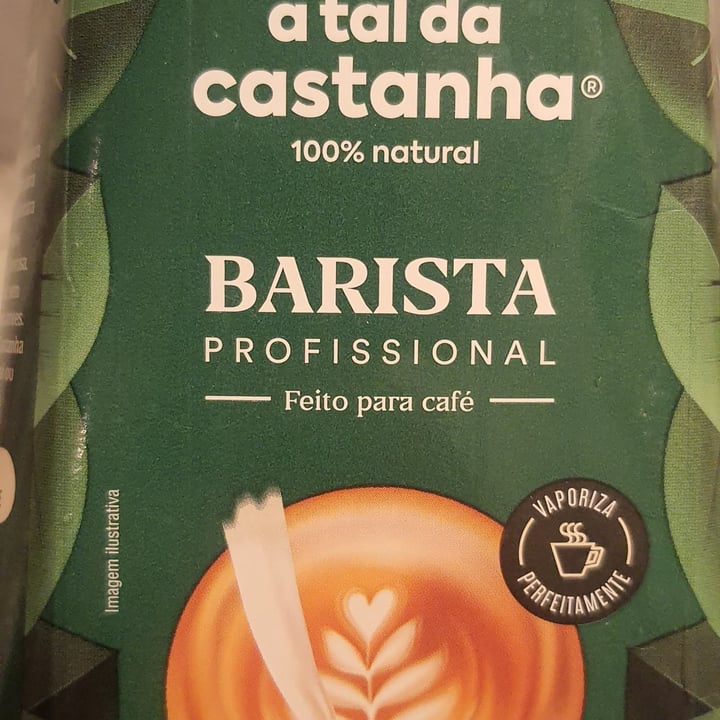 a tal da
castanha®
100% natural
BARISTA
PROFISSIONAL
Feito para café
Imagem ilustrativa
VAPORIZA
PERFEITAMENTE